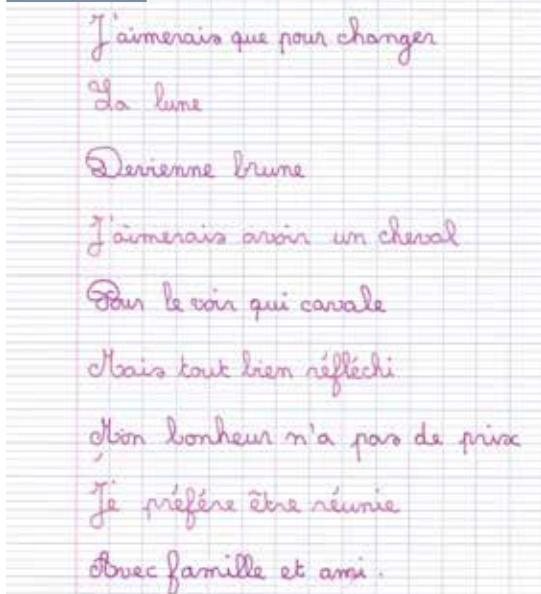 J'aimerais que pour changer
La lune
Devienne brune
J'aimerais avoir un cheval
Pour le voir qui cavale
Mais tout bien réfléchi
Mon bonheur n'a pas de prix
Je préfére être réunie
Avec famille et ami.